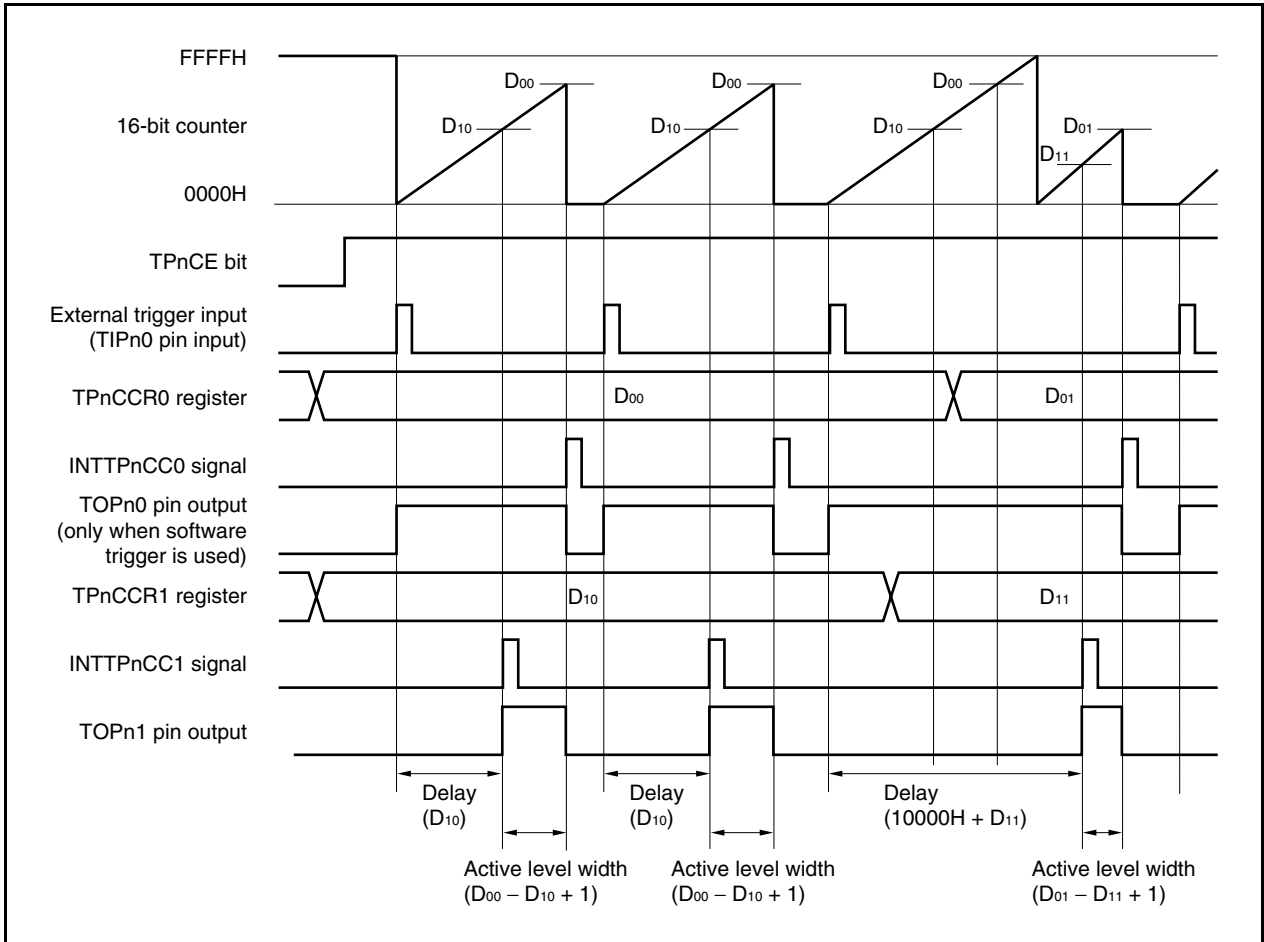 FFFFH
16-bit counter
0000H
D00
D10
D00
D10
D00
D10
D01
D11
TPnCE bit
External trigger input
(TIPn0 pin input)
TPnCCR0 register
D00
D01
INTTPnCC0 signal
TOPn0 pin output
(only when software
trigger is used)
TPnCCR1 register
D10
D11
INTTPnCC1 signal
TOPn1 pin output
Delay
(D10)
Delay
(D10)
Delay
(10000H + D11)
Active level width
(D00 − D10 + 1)
Active level width
(D00 − D10 + 1)
Active level width
(D01 − D11 + 1)